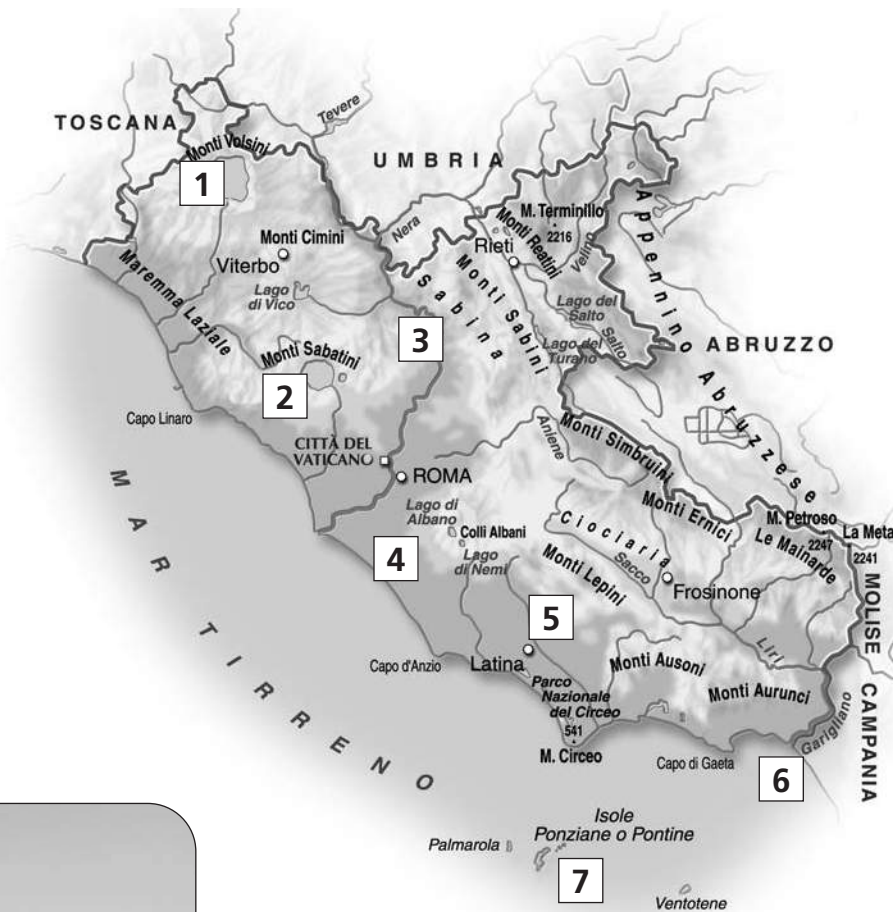 TOSCANA
Tevere
Monti Volsini
UMBRIA
1
Nera
M. Terminillo
2216
Monti Reatini
Rieti
Velino
Appennino Abruzzese
Monti Cimini
Viterbo
Lago
di Vico
Maremma Laziale
Sabina
Monti Sabini
Lago del
Salto
Salto
Lago del
Turano
ABRUZZO
3
Monti Sabatini
2
Capo Linaro
CITTÀ DEL
VATICANO
ROMA
Aniene
Monti Simbruini
Monti Ernici
M. Petroso
2247
La Meta
2241
Le Mainarde
MOLISE
Lago di
Albano
Colli Albani
Lago
di Nemi
Ciociaria
Sacco
Frosinone
Monti Lepini
4
5
Latina
Capo d'Anzio
Parco
Nazionale
del Circeo
541
M. Circeo
Monti Ausoni
Monti Aurunci
Liri
Garigliano
CAMPANIA
Capo di Gaeta
6
MAR TIRRENO
Isole
Ponziane o Pontine
Palmarola
7
Ventotene